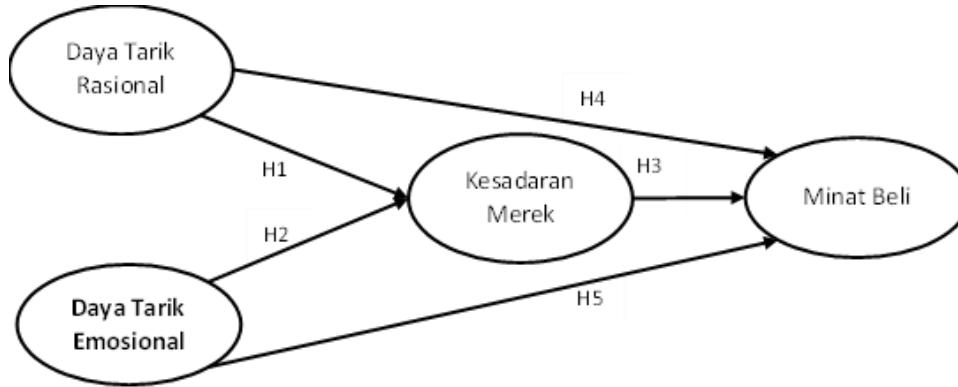 Daya Tarik
Rasional
H4
H1
Kesadaran
Merek
H3
Minat Beli
H2
Daya Tarik
Emosional
H5